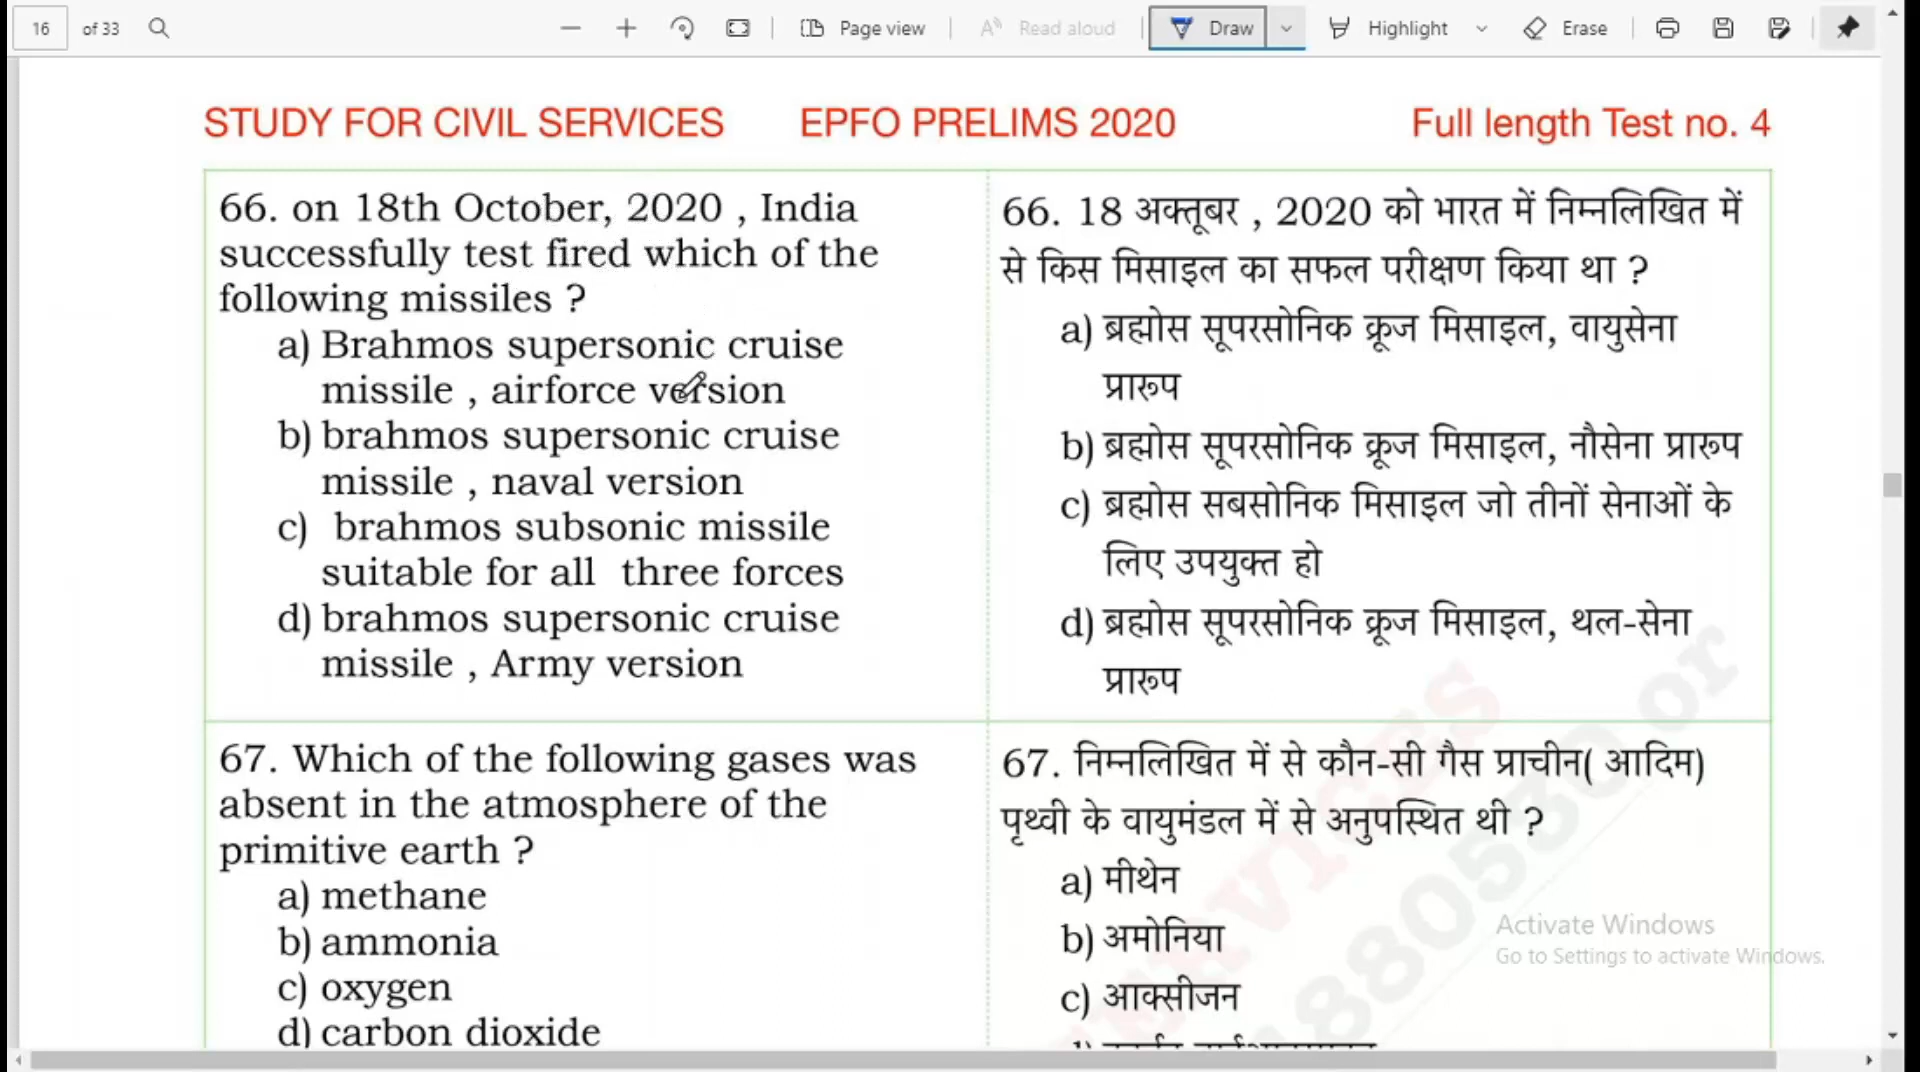 16 of 33
Page view
Read aloud
Draw
Highlight
Erase
STUDY FOR CIVIL SERVICES EPFO PRELIMS 2020 Full length Test no. 4
66. on 18th October, 2020 , India
successfully test fired which of the
following missiles ?
a) Brahmos supersonic cruise
missile , airforce version
b) brahmos supersonic cruise
missile , naval version
c) brahmos subsonic missile
suitable for all three forces
d) brahmos supersonic cruise
missile , Army version
66. 18 अक्तूबर , 2020 को भारत में निम्नलिखित में
से किस मिसाइल का सफल परीक्षण किया था ?
a) ब्रह्मोस सूपरसोनिक क्रूज मिसाइल, वायुसेना
प्रारूप
b) ब्रह्मोस सूपरसोनिक क्रूज मिसाइल, नौसेना प्रारूप
c) ब्रह्मोस सबसोनिक मिसाइल जो तीनों सेनाओं के
लिए उपयुक्त हो
d) ब्रह्मोस सूपरसोनिक क्रूज मिसाइल, थल-सेना
प्रारूप
67. Which of the following gases was
absent in the atmosphere of the
primitive earth ?
a) methane
b) ammonia
c) oxygen
d) carbon dioxide
67. निम्नलिखित में से कौन-सी गैस प्राचीन( आदिम)
पृथ्वी के वायुमंडल में से अनुपस्थित थी ?
a) मीथेन
b) अमोनिया
c) आक्सीजन
Activate Windows
Go to Settings to activate Windows.